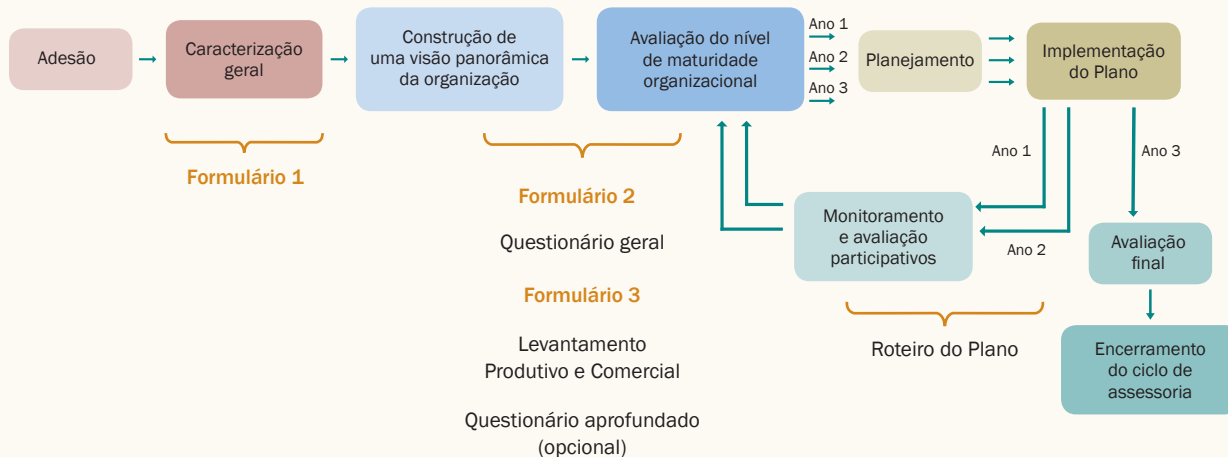 Adesão
Caracterização
geral
Construção de
uma visão panorâmica
da organização
Avaliação do nível
de maturidade
organizacional
Ano 1
Ano 2
Ano 3
Planejamento
Implementação
do Plano
Formulário 1
Formulário 2
Questionário geral
Formulário 3
Levantamento
Produtivo e Comercial
Questionário aprofundado
(opcional)
Ano 1
Ano 3
Monitoramento
e avaliação
participativos
Ano 2
Avaliação
final
Roteiro do Plano
Encerramento
do ciclo de
assessoria